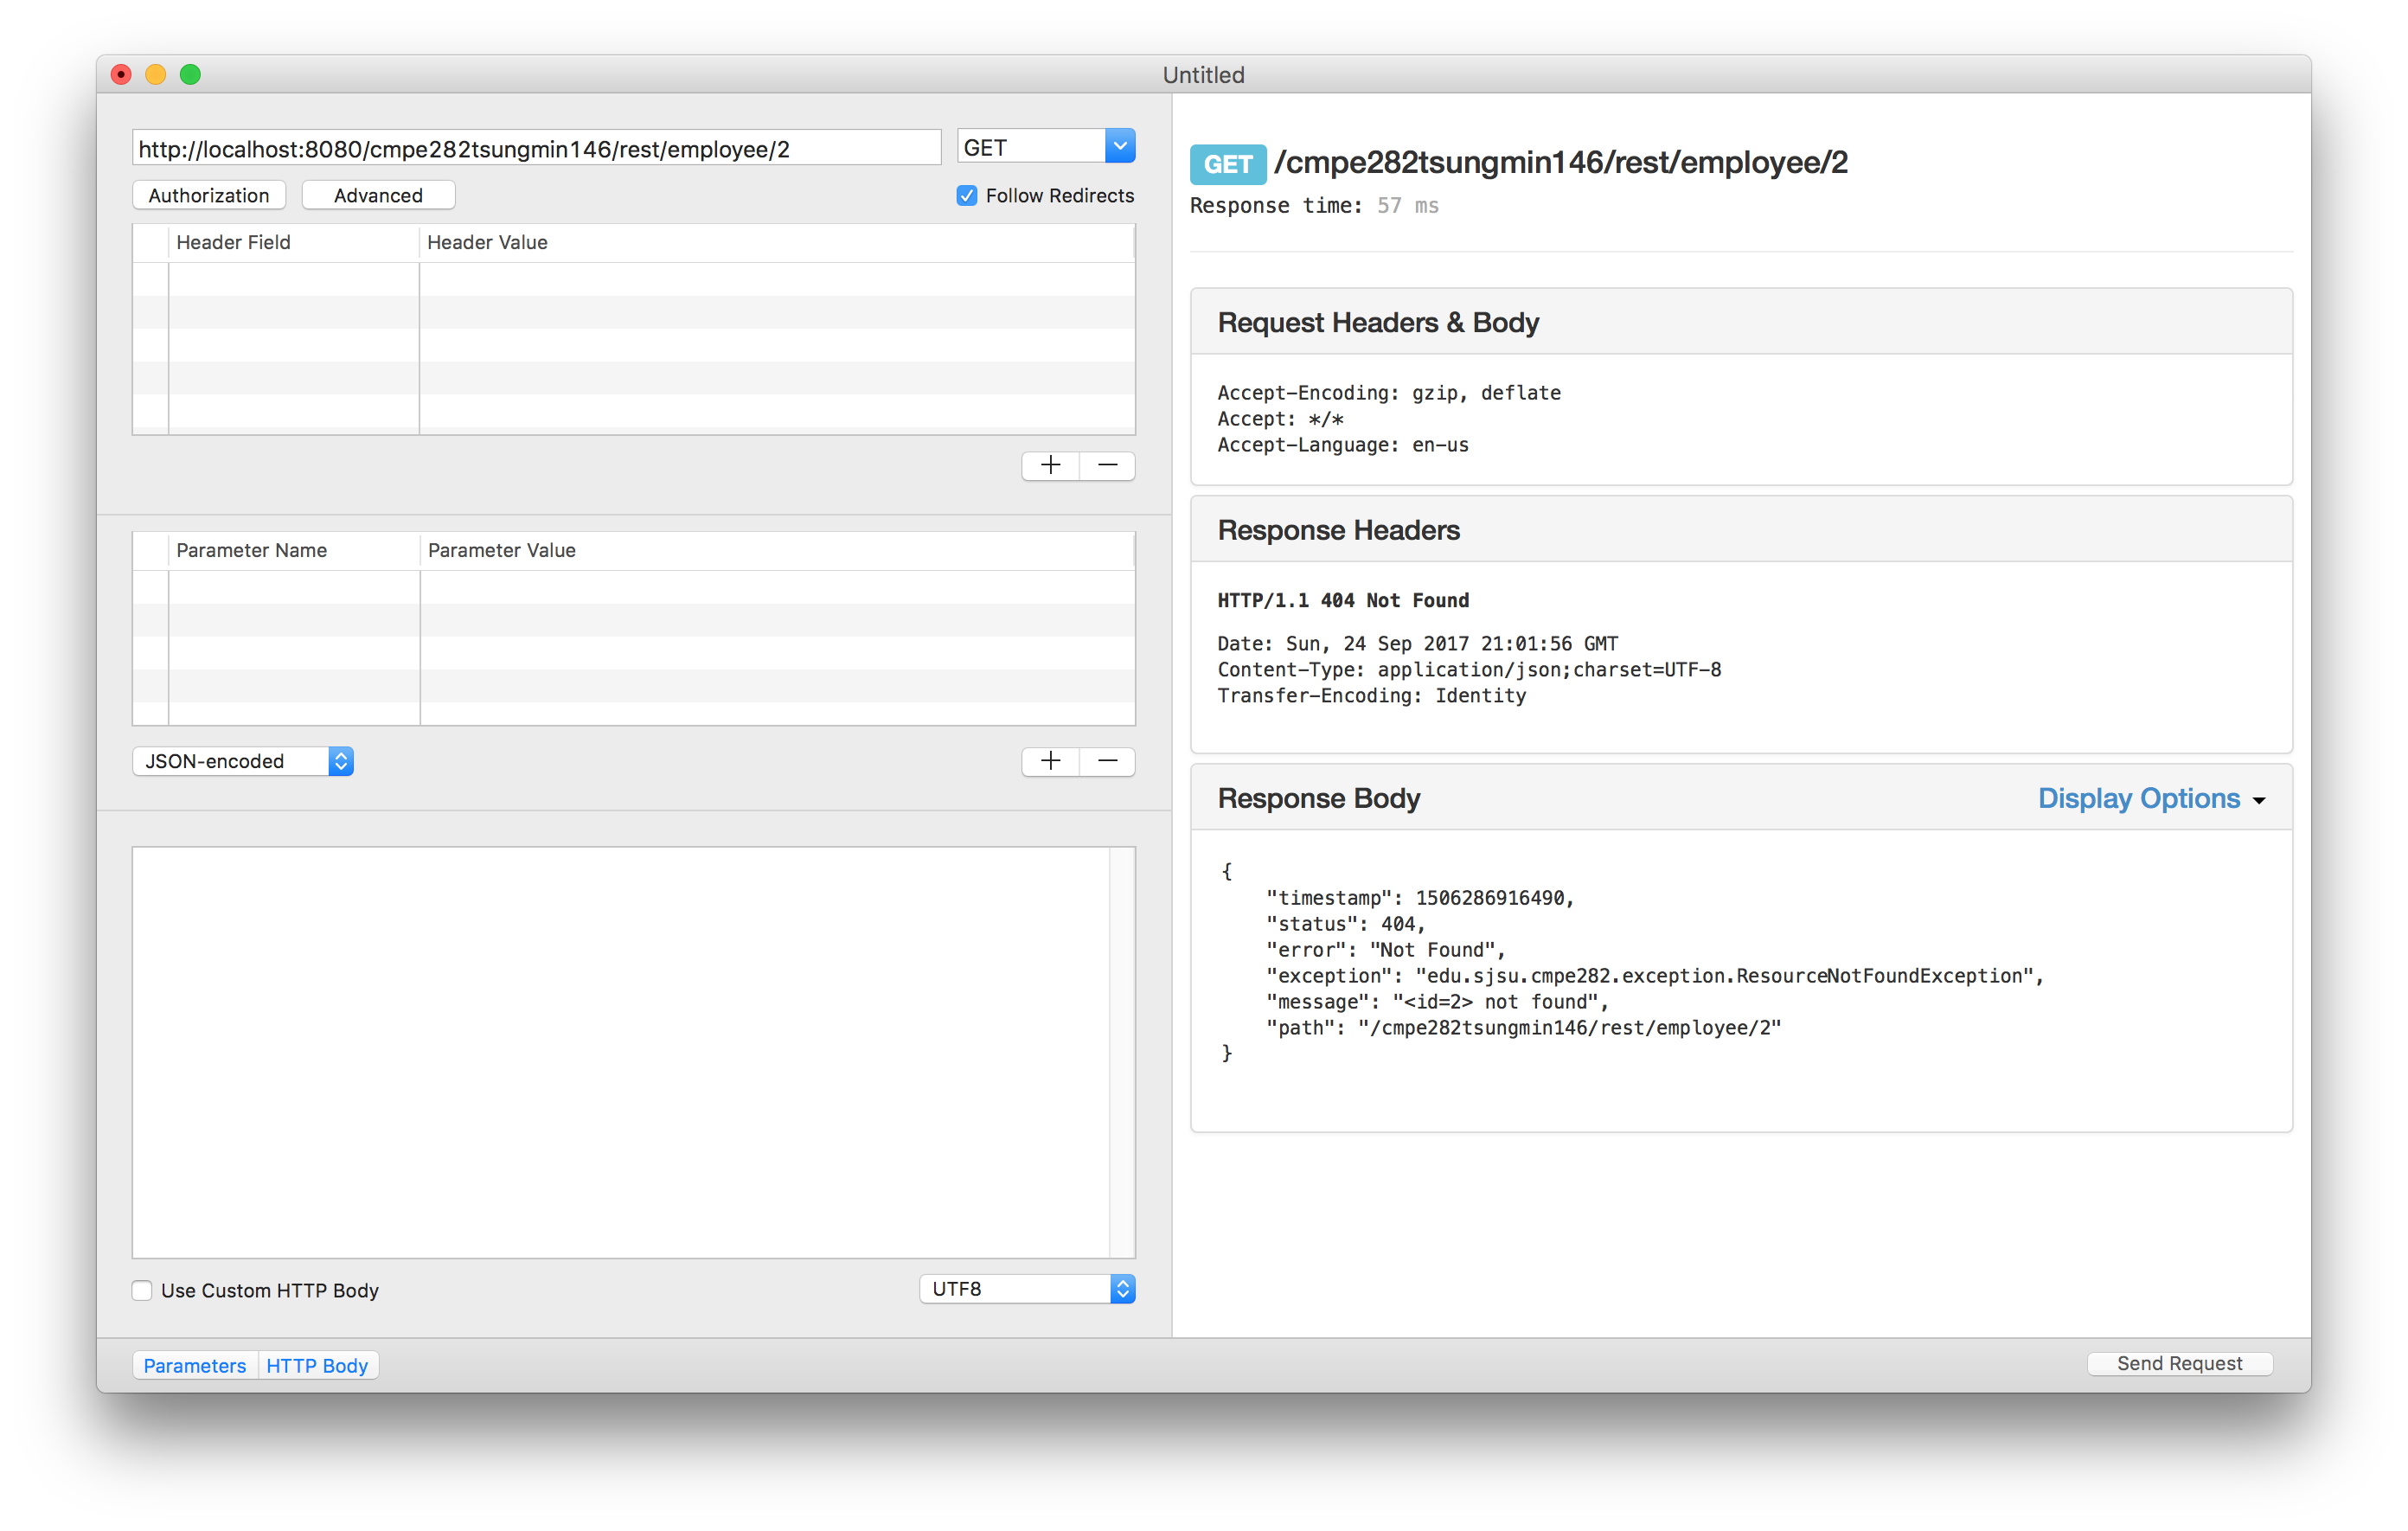 Untitled
http://localhost:8080/cmpe282tsungmin146/rest/employee/2
GET
Authorization
Advanced
Follow Redirects
Header Field
Header Value
Parameter Name
Parameter Value
JSON-encoded
Use Custom HTTP Body
UTF8
Parameters
HTTP Body
GET /cmpe282tsungmin146/rest/employee/2
Response time: 57 ms
Request Headers & Body
Accept-Encoding: gzip, deflate
Accept: */*
Accept-Language: en-us
Response Headers
HTTP/1.1 404 Not Found
Date: Sun, 24 Sep 2017 21:01:56 GMT
Content-Type: application/json;charset=UTF-8
Transfer-Encoding: Identity
Response Body
Display Options
{
"timestamp": 1506286916490,
"status": 404,
"error": "Not Found",
"exception": "edu.sjsu.cmpe282.exception.ResourceNotFoundException",
"message": "<id=2> not found",
"path": "/cmpe282tsungmin146/rest/employee/2"
}
Send Request